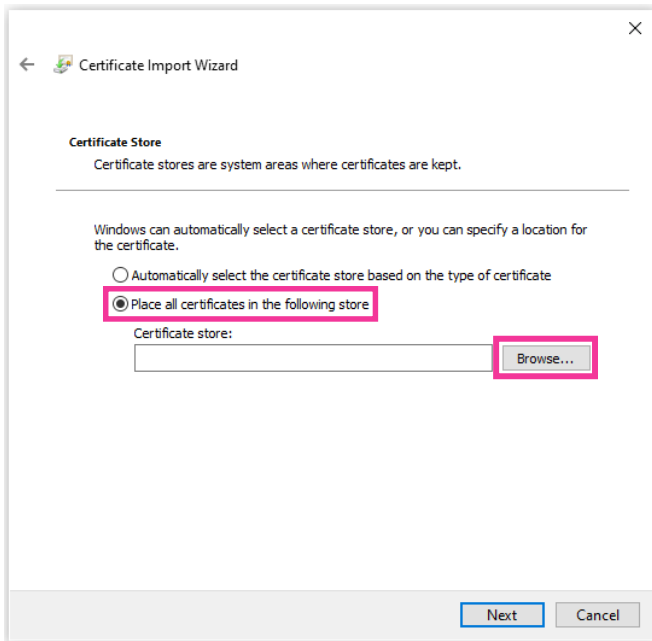 Certificate Import Wizard
Certificate Store
Certificate stores are system areas where certificates are kept.
Windows can automatically select a certificate store, or you can specify a location for
the certificate.
Automatically select the certificate store based on the type of certificate
Place all certificates in the following store
Certificate store:
Browse...
Next
Cancel